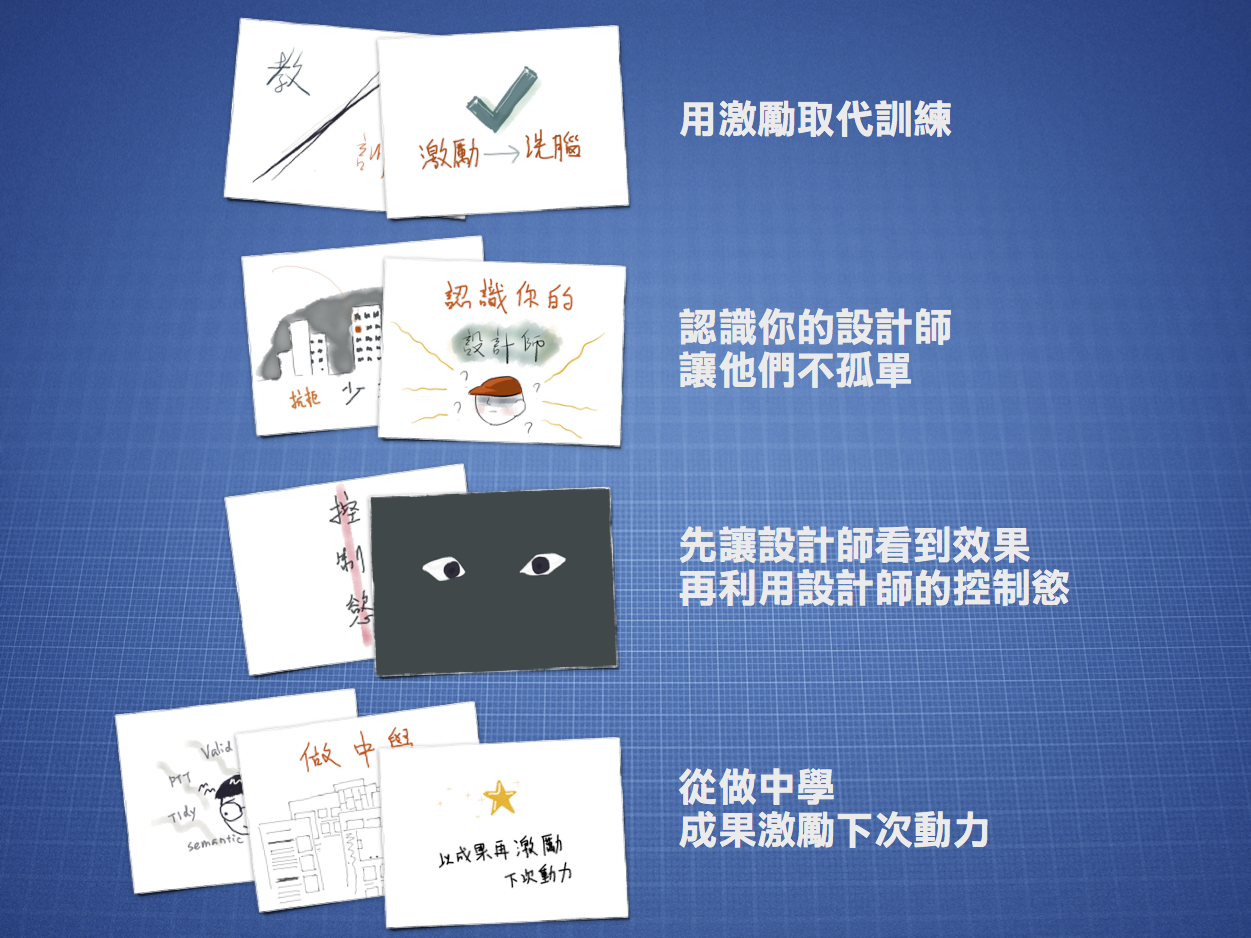 教
激勵→洗腦
用激勵取代訓練
抗拒 少
認識你的
設計師
? ? ? ?
認識你的設計師
讓他們不孤單
控
制
慾
先讓設計師看到效果
再利用設計師的控制慾
Valid
PTT
Tidy
semantic
做中學
以成果再激勵
下次動力
從做中學
成果激勵下次動力